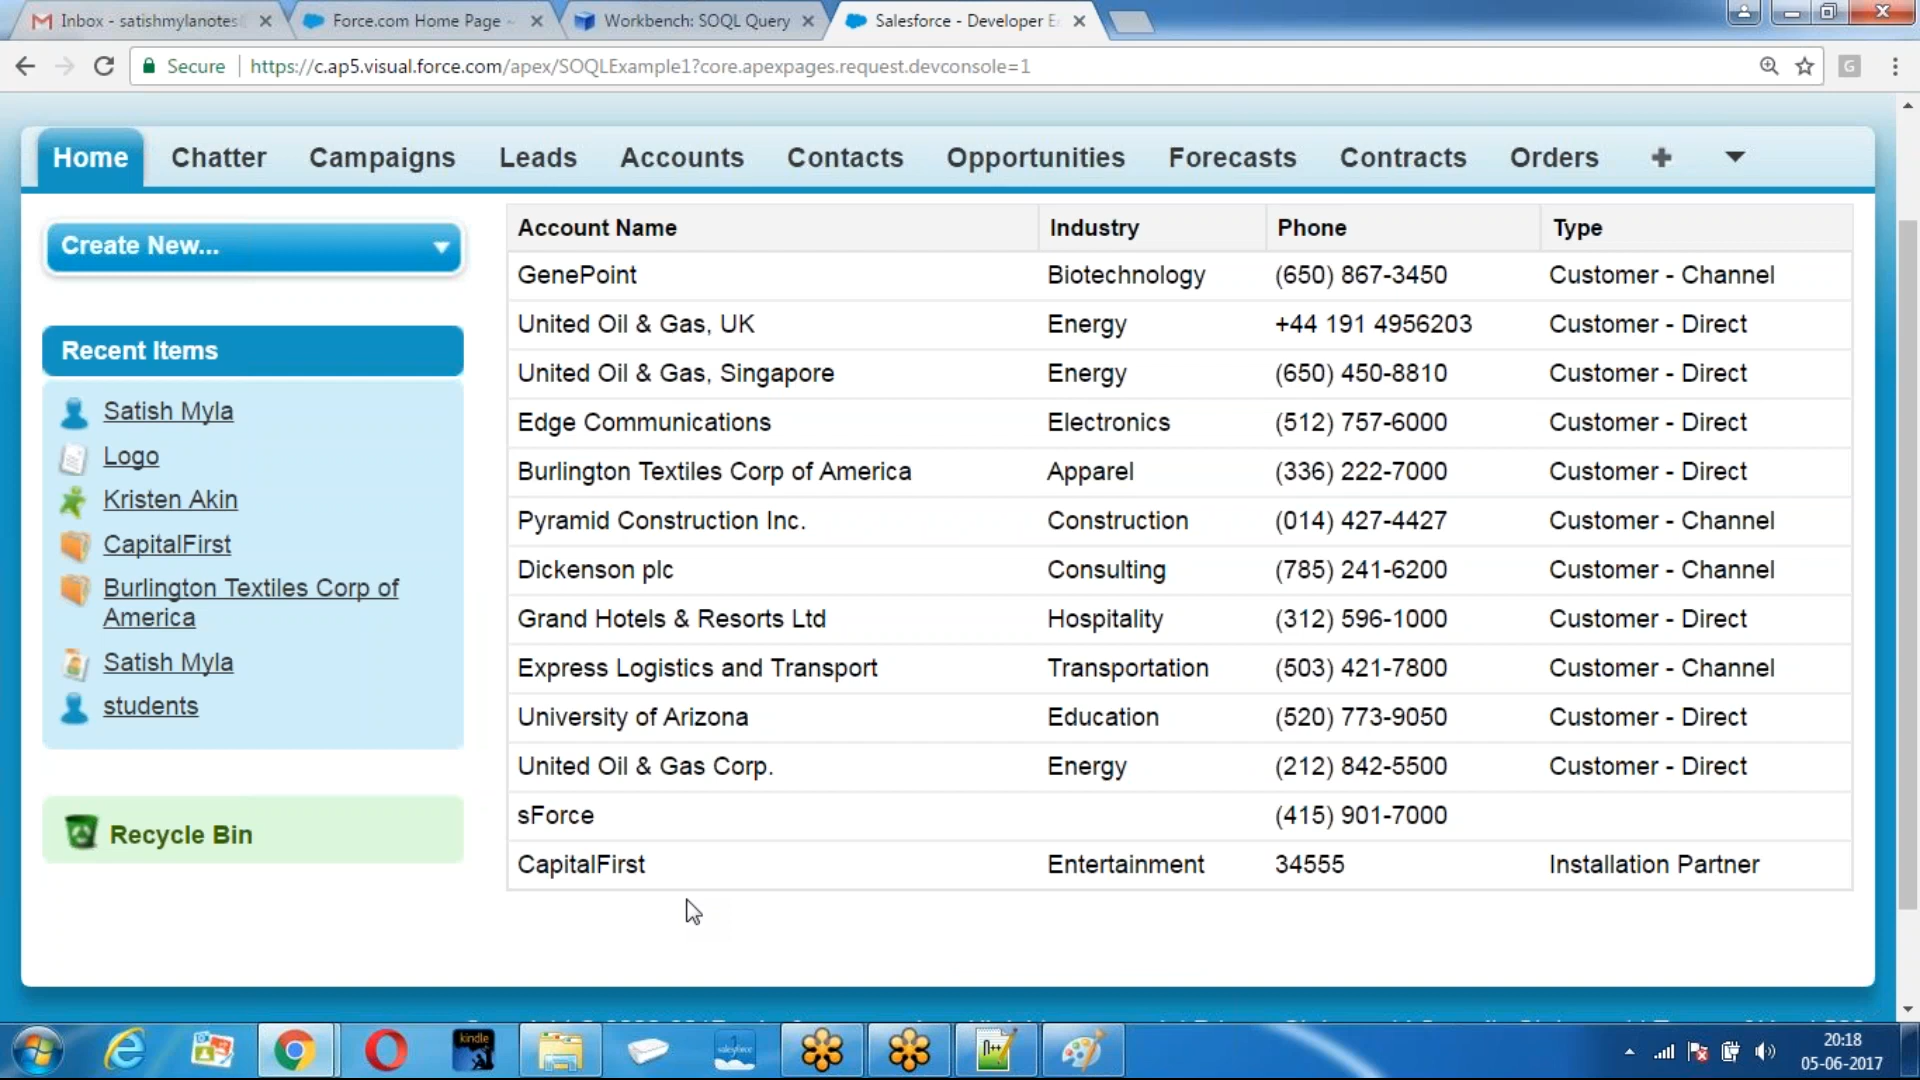 Inbox - satishmylanotes
Force.com Home Page
Workbench: SOQL Query
Salesforce - Developer E
Secure
https://c.ap5.visual.force.com/apex/SOQLExample1?core.apexpages.request.devconsole=1
G
Home Chatter Campaigns Leads Accounts Contacts Opportunities Forecasts Contracts Orders
Create New...
Recent Items
Satish Myla
Logo
Kristen Akin
CapitalFirst
Burlington Textiles Corp of
America
Satish Myla
students
Recycle Bin
Account Name Industry Phone Type
GenePoint Biotechnology (650) 867-3450 Customer - Channel
United Oil & Gas, UK Energy +44 191 4956203 Customer - Direct
United Oil & Gas, Singapore Energy (650) 450-8810 Customer - Direct
Edge Communications Electronics (512) 757-6000 Customer - Direct
Burlington Textiles Corp of America Apparel (336) 222-7000 Customer - Direct
Pyramid Construction Inc. Construction (014) 427-4427 Customer - Channel
Dickenson plc Consulting (785) 241-6200 Customer - Channel
Grand Hotels & Resorts Ltd Hospitality (312) 596-1000 Customer - Direct
Express Logistics and Transport Transportation (503) 421-7800 Customer - Channel
University of Arizona Education (520) 773-9050 Customer - Direct
United Oil & Gas Corp. Energy (212) 842-5500 Customer - Direct
sForce (415) 901-7000
CapitalFirst Entertainment 34555 Installation Partner
kindle
salesforce
20:18
05-06-2017